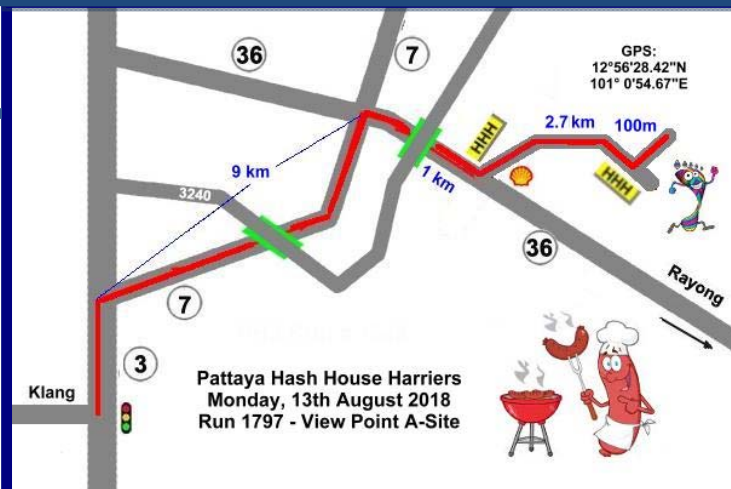 36
7
GPS:
12°56'28.42"N
101° 0'54.67"E
HHH
2.7 km
100m
9 km
1 km
HHH
3240
36
7
Rayong
3
Klang
Pattaya Hash House Harriers
Monday, 13th August 2018
Run 1797 - View Point A-Site